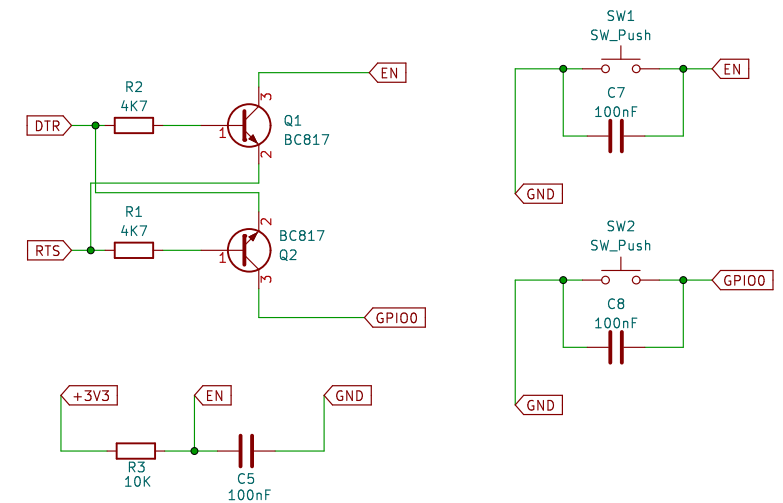 SW1
SW_Push
EN
EN
R2
4K7
3
C7
100nF
DTR
1
Q1
BC817
2
GND
R1
4K7
2
BC817
Q2
RTS
1
3
GPIO0
SW2
SW_Push
GPIO0
C8
100nF
GND
+3V3
EN
GND
R3
10K
C5
100nF